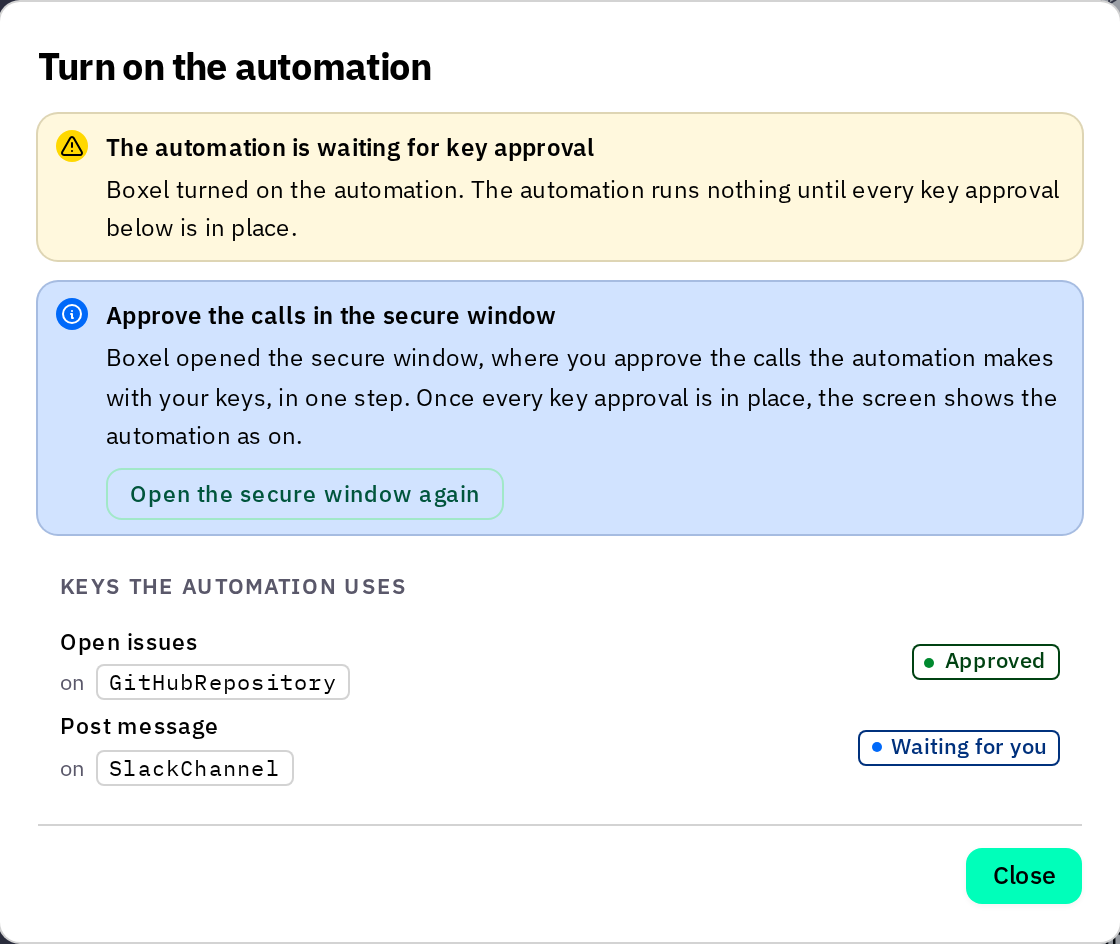 Turn on the automation
The automation is waiting for key approval
Boxel turned on the automation. The automation runs nothing until every key approval
below is in place.
Approve the calls in the secure window
Boxel opened the secure window, where you approve the calls the automation makes
with your keys, in one step. Once every key approval is in place, the screen shows the
automation as on.
Open the secure window again
KEYS THE AUTOMATION USES
Open issues
on GitHubRepository
Approved
Post message
on SlackChannel
Waiting for you
Close